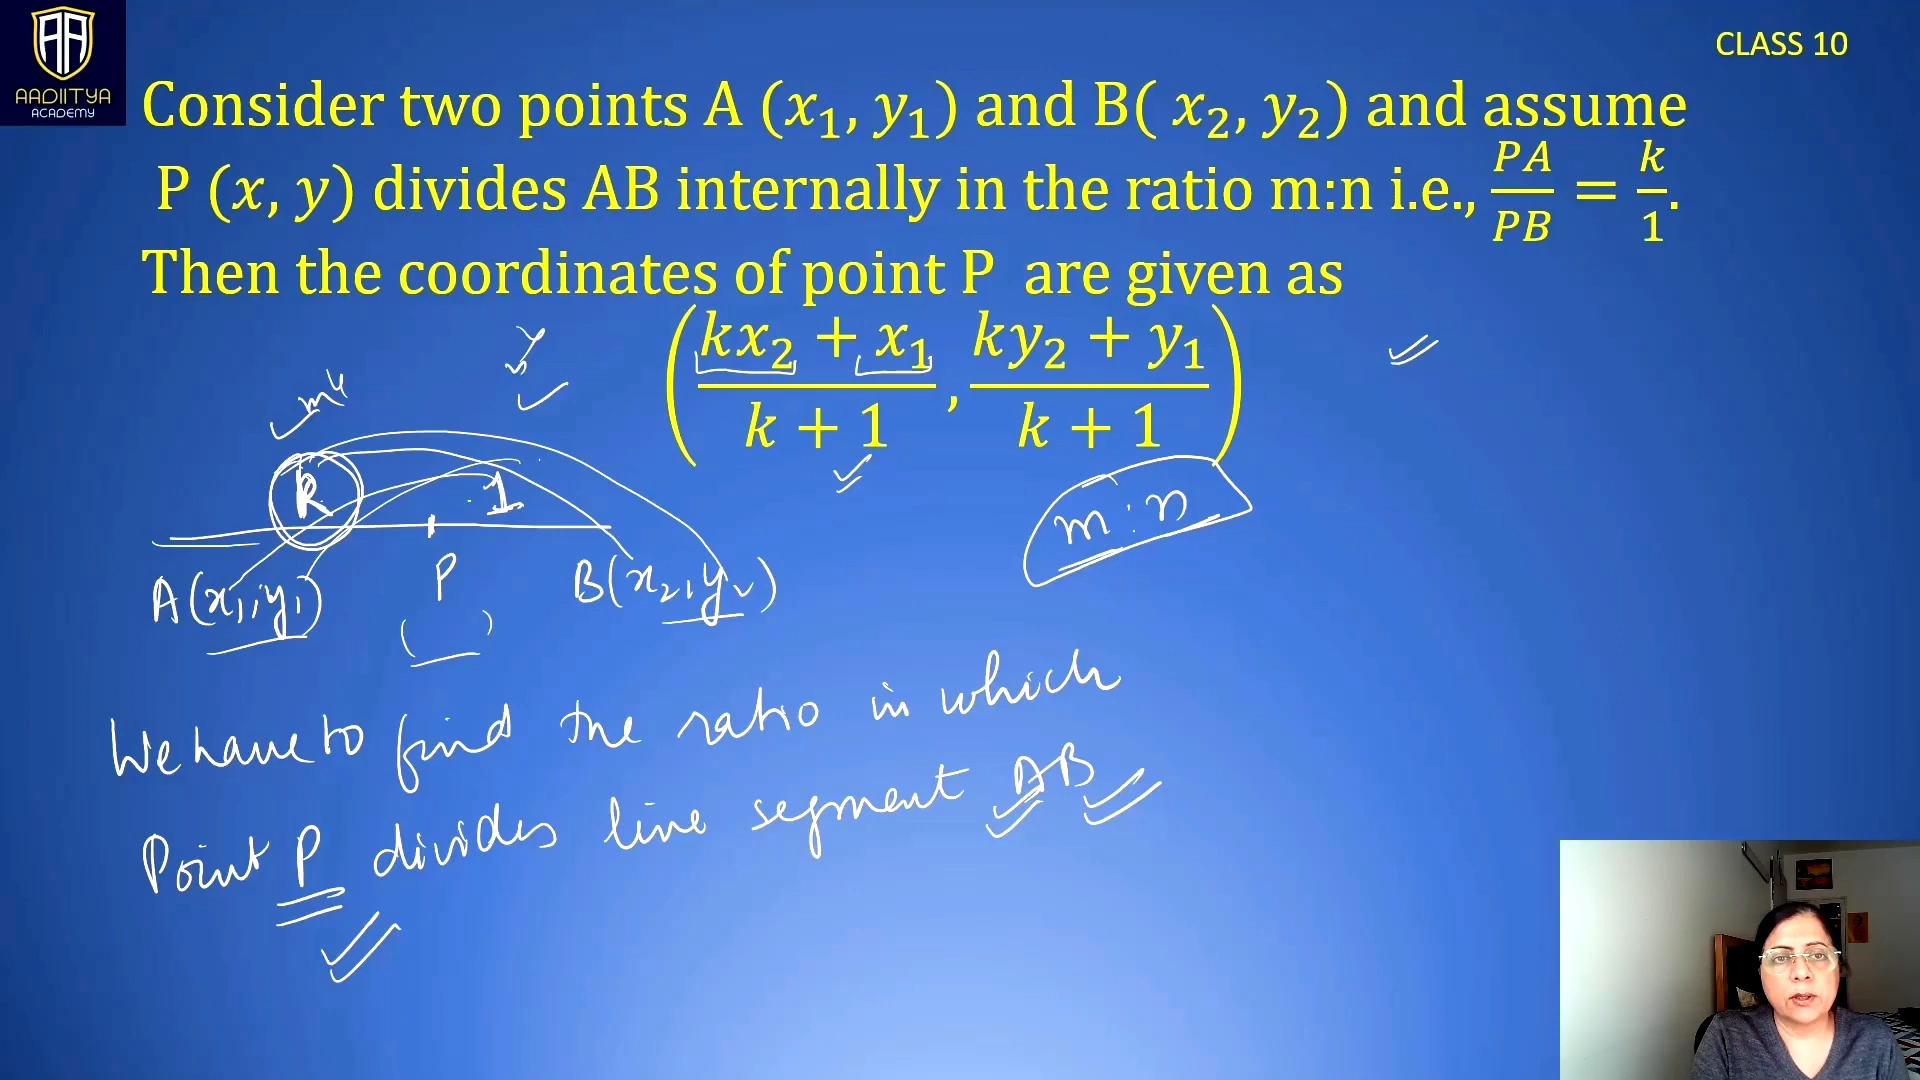 AADIITYA
ACADEMY
CLASS 10
Consider two points A (x₁, y₁) and B( x₂, y₂) and assume
P (x, y) divides AB internally in the ratio m:n i.e., PA/PB = k/1.
Then the coordinates of point P are given as
((kx₂ + x₁)/(k + 1), (ky₂ + y₁)/(k + 1))
k 1
m : n
A(x₁, y₁) P B(x₂, y₂)
( )
We have to find the ratio in which
Point P divides line segment AB